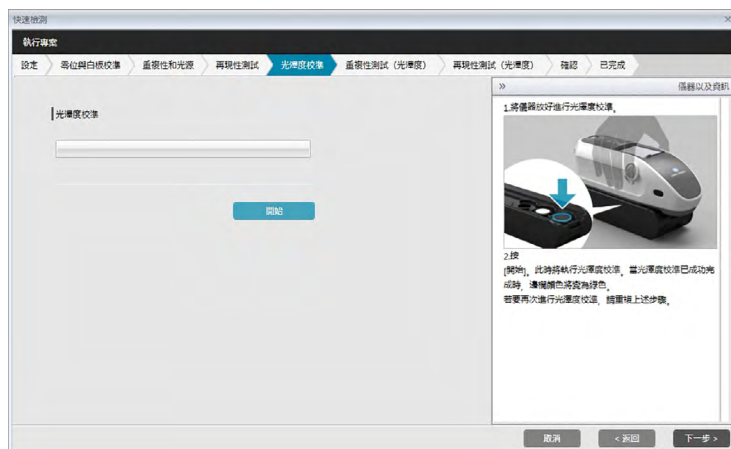 快速檢測
執行專案
設定 零位與白板校準 重複性和光源 再現性測試 光澤度校準 重複性測試（光澤度） 再現性測試（光澤度） 確認 已完成
» 儀器以及資訊
光澤度校準
開始
1.將儀器放好進行光澤度校準。
2.按
[開始]。此時將執行光澤度校準。當光澤度校準已成功完
成時，邊欄顏色將變為綠色。
若要再次進行光澤度校準，請重複上述步驟。
取消 < 返回 下一步 >